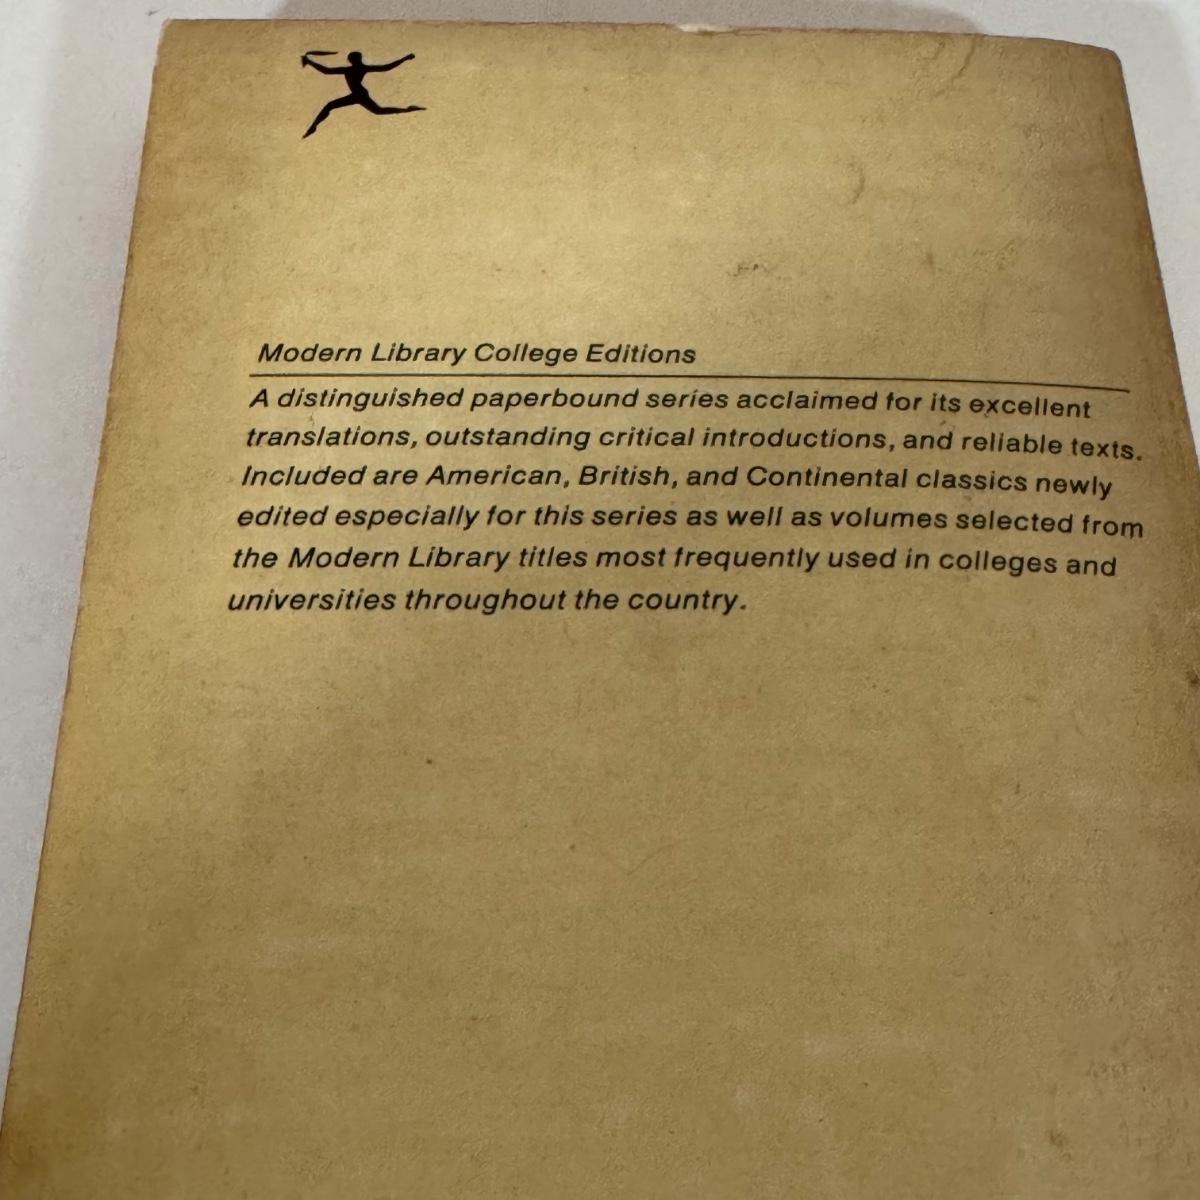 Modern Library College Editions
A distinguished paperbound series acclaimed for its excellent
translations, outstanding critical introductions, and reliable texts.
Included are American, British, and Continental classics newly
edited especially for this series as well as volumes selected from
the Modern Library titles most frequently used in colleges and
universities throughout the country.